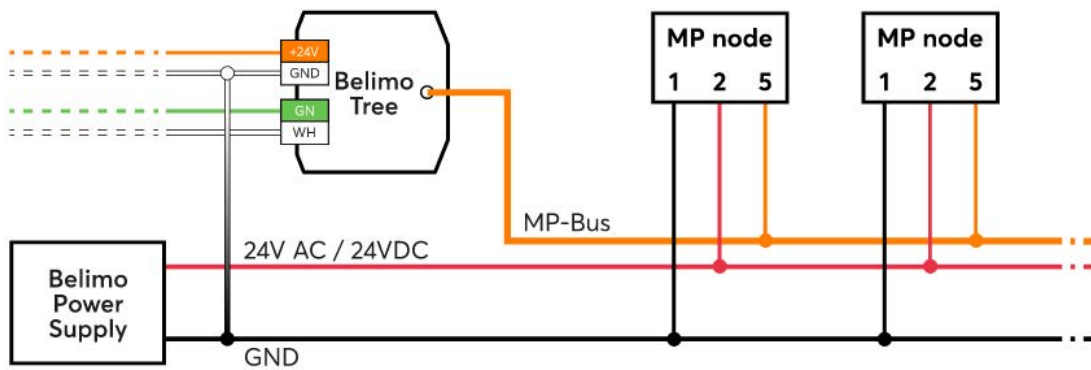 +24V
GND
GN
WH
Belimo
Tree
MP node
1 2 5
MP node
1 2 5
MP-Bus
24V AC / 24VDC
Belimo
Power
Supply
GND